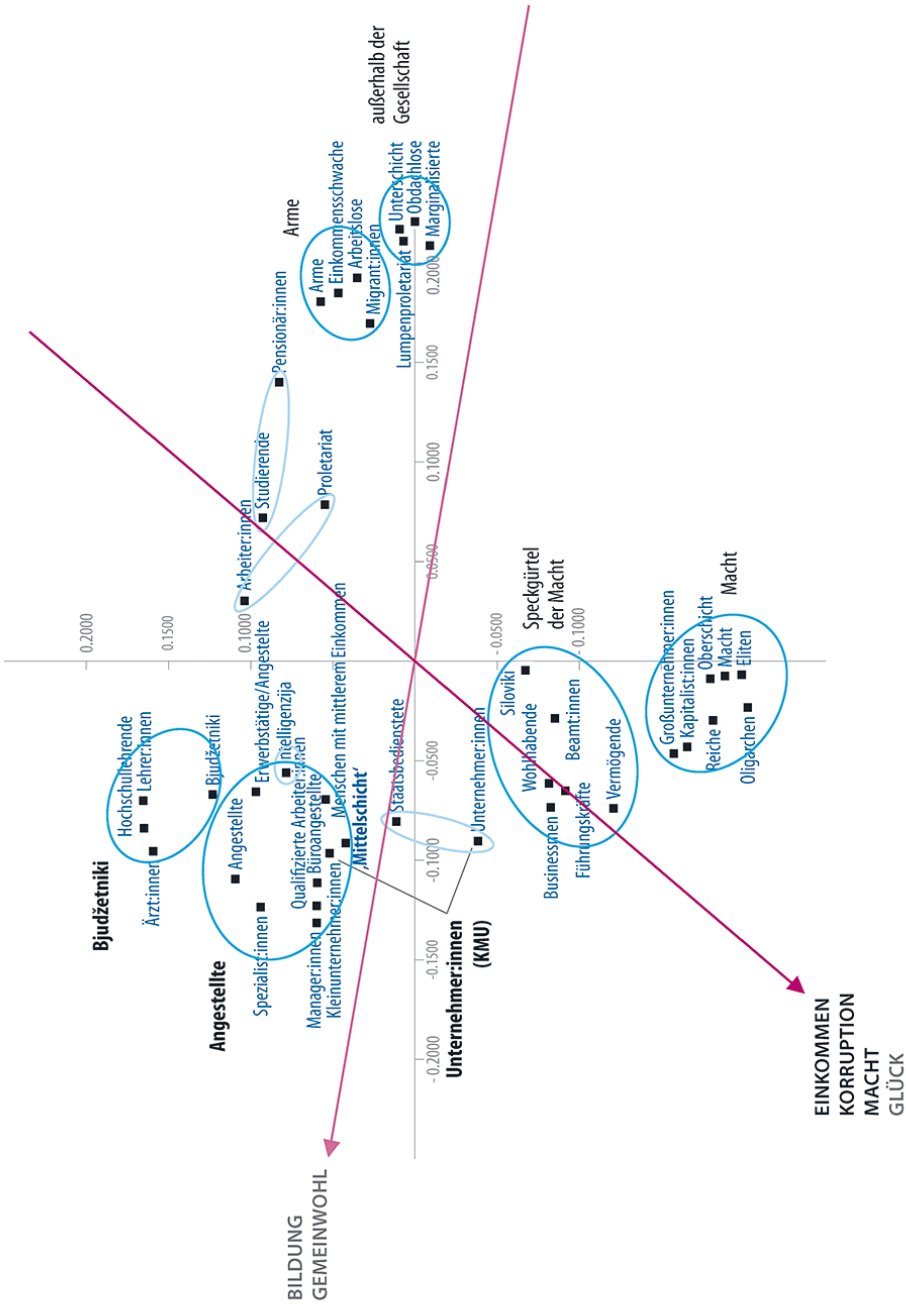 BILDUNG
GEMEINWOHL
Bjudžetniki
Hochschullehrende
Lehrer:innen
Ärzt:innen
Bjudžetniki
Angestellte
Angestellte
Erwerbstätige/Angestellte
Spezialist:innen
Intelligenzija
Qualifizierte Arbeiter:innen
Büroangestellte
Manager:innen
Kleinunternehmer:innen
Menschen mit mittlerem Einkommen
‚Mittelschicht‘
Staatsbedienstete
Unternehmer:innen
Unternehmer:innen
(KMU)
Arbeiter:innen
Studierende
Pensionär:innen
Proletariat
Arme
Arme
Einkommensschwache
Arbeitslose
Migrant:innen
außerhalb der
Gesellschaft
Unterschicht
Lumpenproletariat
Obdachlose
Marginalisierte
0.2000
0.1500
0.1000
-0.0500
-0.1000
-0.2000
-0.1500
-0.1000
-0.0500
0.0500
0.1000
0.1500
0.2000
Speckgürtel
der Macht
Siloviki
Wohlhabende
Beamt:innen
Businessmen
Führungskräfte
Vermögende
Macht
Großunternehmer:innen
Kapitalist:innen
Oberschicht
Reiche
Macht
Eliten
Oligarchen
EINKOMMEN
KORRUPTION
MACHT
GLÜCK